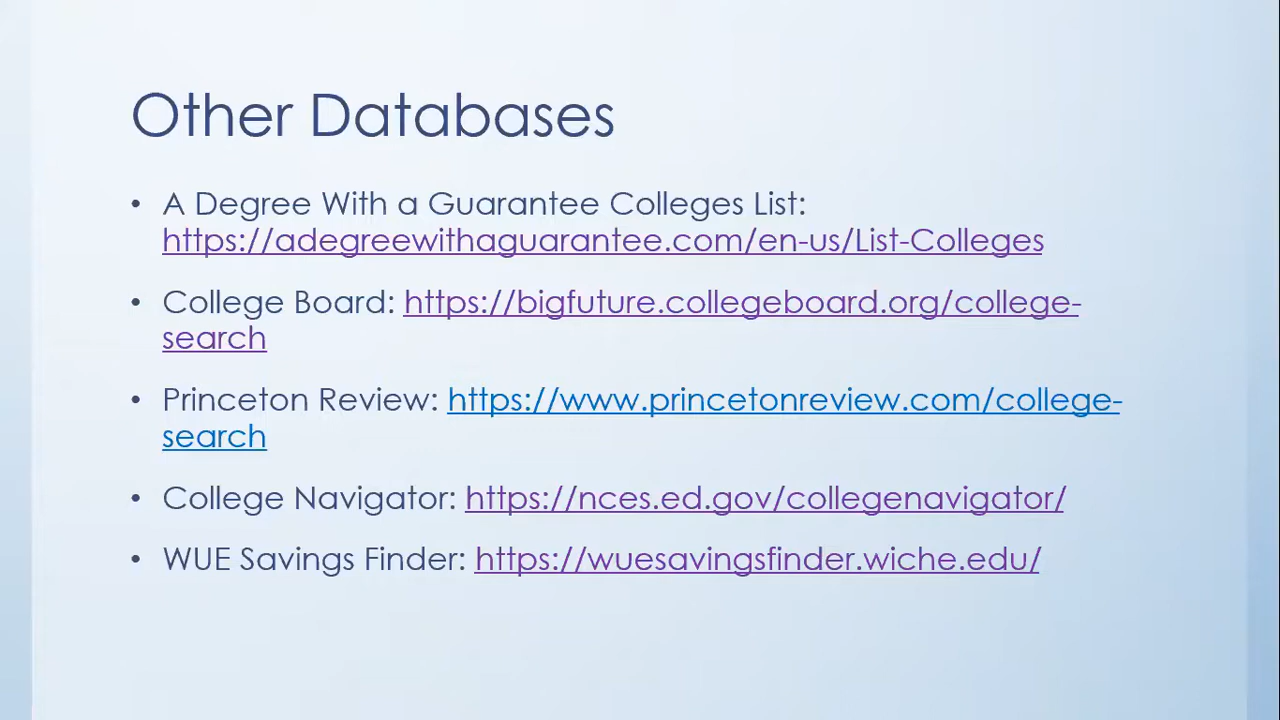 Other Databases
• A Degree With a Guarantee Colleges List:
https://adegreewithaguarantee.com/en-us/List-Colleges
• College Board: https://bigfuture.collegeboard.org/college-
search
• Princeton Review: https://www.princetonreview.com/college-
search
• College Navigator: https://nces.ed.gov/collegenavigator/
• WUE Savings Finder: https://wuesavingsfinder.wiche.edu/